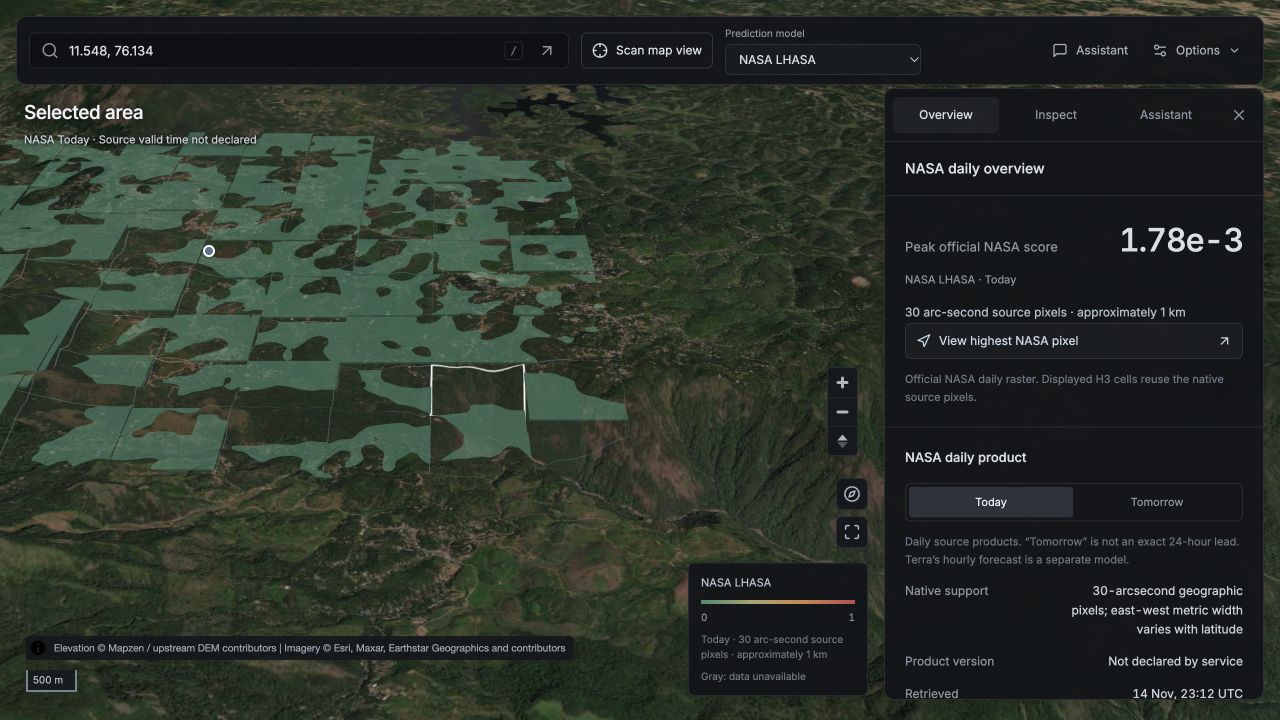 11.548, 76.134
/
Scan map view
Prediction model
NASA LHASA
Assistant
Options
Selected area
NASA Today · Source valid time not declared
Overview
Inspect
Assistant
NASA daily overview
Peak official NASA score
1.78e-3
NASA LHASA · Today
30 arc-second source pixels · approximately 1 km
View highest NASA pixel
Official NASA daily raster. Displayed H3 cells reuse the native
source pixels.
NASA daily product
Today
Tomorrow
Daily source products. “Tomorrow” is not an exact 24-hour lead.
Terra’s hourly forecast is a separate model.
Native support
30-arcsecond geographic
pixels; east-west metric width
varies with latitude
Product version
Not declared by service
Retrieved
14 Nov, 23:12 UTC
NASA LHASA
0
1
Today · 30 arc-second source
pixels · approximately 1 km
Gray: data unavailable
Elevation © Mapzen / upstream DEM contributors | Imagery © Esri, Maxar, Earthstar Geographics and contributors
500 m